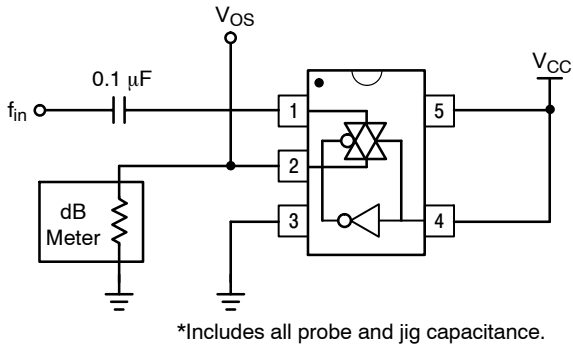 VOS
VCC
0.1 μF
fin
1
5
2
dB
Meter
3
4
*Includes all probe and jig capacitance.